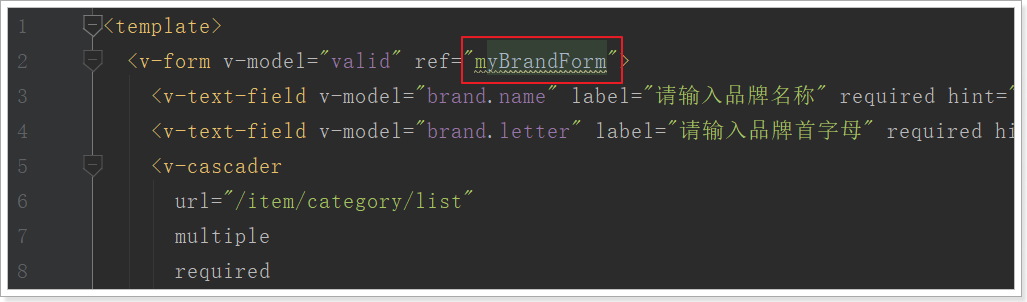 1 <template>
2 <v-form v-model="valid" ref="myBrandForm">
3 <v-text-field v-model="brand.name" label="请输入品牌名称" required hint="
4 <v-text-field v-model="brand.letter" label="请输入品牌首字母" required hi
5 <v-cascader
6 url="/item/category/list"
7 multiple
8 required